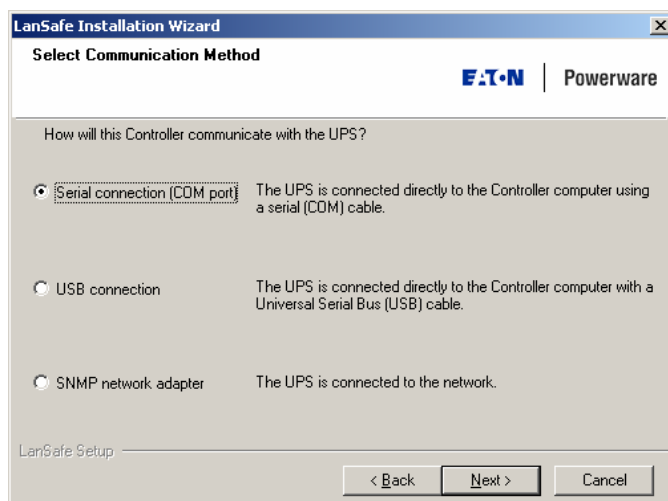 LanSafe Installation Wizard
Select Communication Method
EATON | Powerware
How will this Controller communicate with the UPS?
Serial connection (COM port)
The UPS is connected directly to the Controller computer using
a serial (COM) cable.
USB connection
The UPS is connected directly to the Controller computer with a
Universal Serial Bus (USB) cable.
SNMP network adapter
The UPS is connected to the network.
LanSafe Setup
< Back
Next >
Cancel